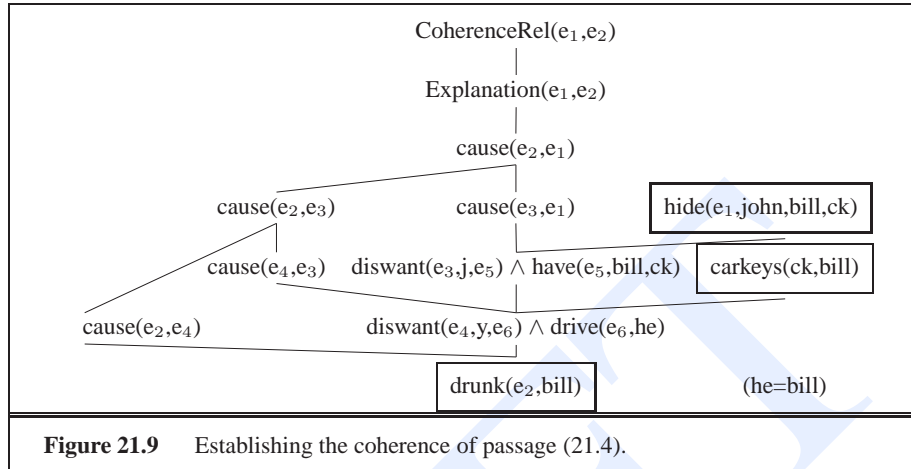 CoherenceRel(e₁,e₂)
Explanation(e₁,e₂)
cause(e₂,e₁)
cause(e₂,e₃) cause(e₃,e₁) hide(e₁,john,bill,ck)
cause(e₄,e₃) diswant(e₃,j,e₅) ∧ have(e₅,bill,ck) carkeys(ck,bill)
cause(e₂,e₄) diswant(e₄,y,e₆) ∧ drive(e₆,he)
drunk(e₂,bill) (he=bill)
Figure 21.9 Establishing the coherence of passage (21.4).